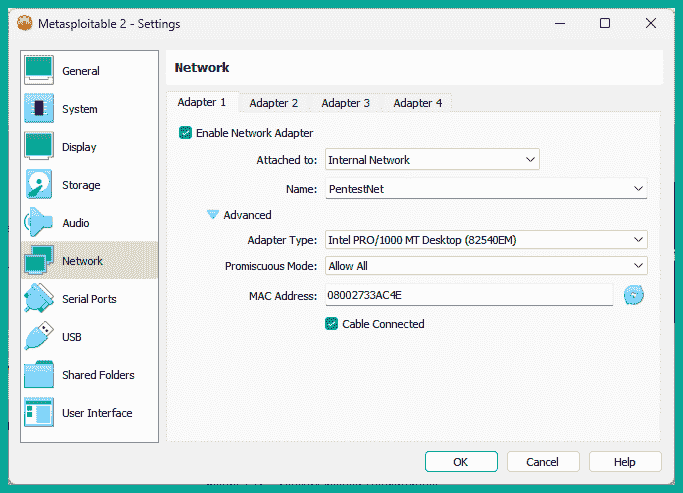 Metasploitable 2 - Settings
General
System
Display
Storage
Audio
Network
Serial Ports
USB
Shared Folders
User Interface
Network
Adapter 1 Adapter 2 Adapter 3 Adapter 4
Enable Network Adapter
Attached to: Internal Network
Name: PentestNet
Advanced
Adapter Type: Intel PRO/1000 MT Desktop (82540EM)
Promiscuous Mode: Allow All
MAC Address: 08002733AC4E
Cable Connected
OK Cancel Help